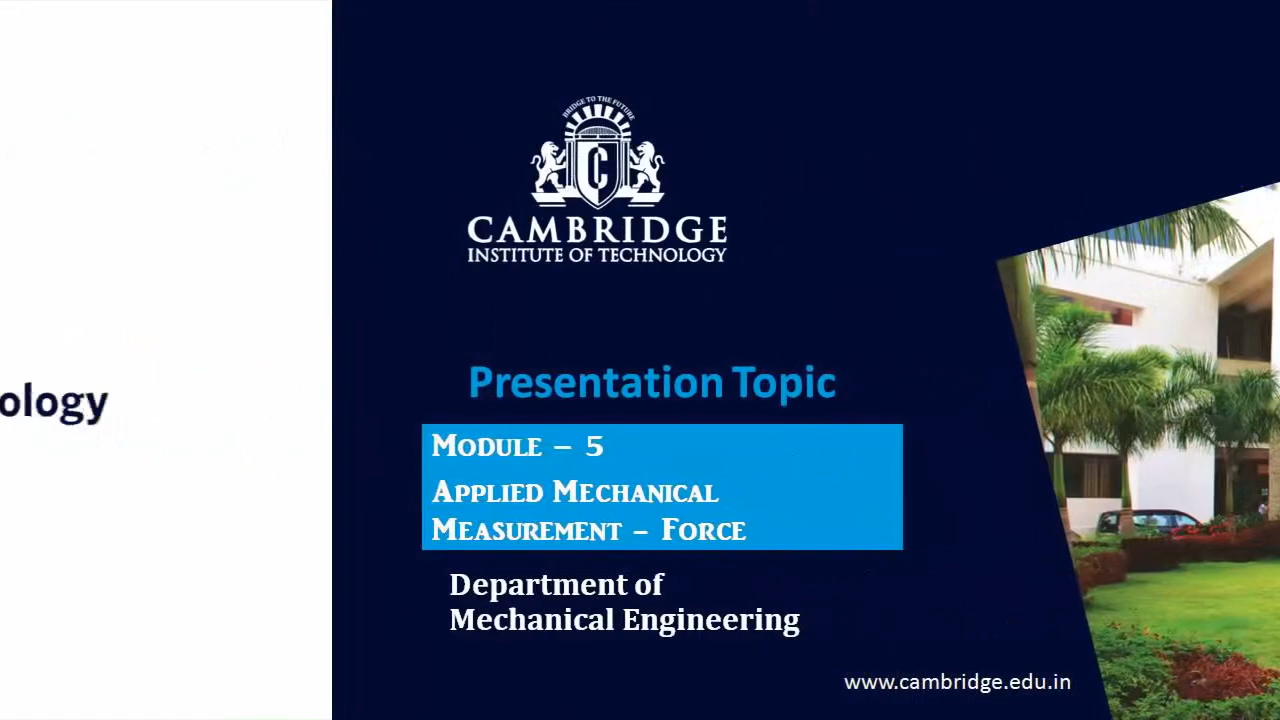 BRIDGE TO THE FUTURE
C
CAMBRIDGE
INSTITUTE OF TECHNOLOGY
ology
Presentation Topic
MODULE – 5
APPLIED MECHANICAL
MEASUREMENT – FORCE
Department of
Mechanical Engineering
www.cambridge.edu.in